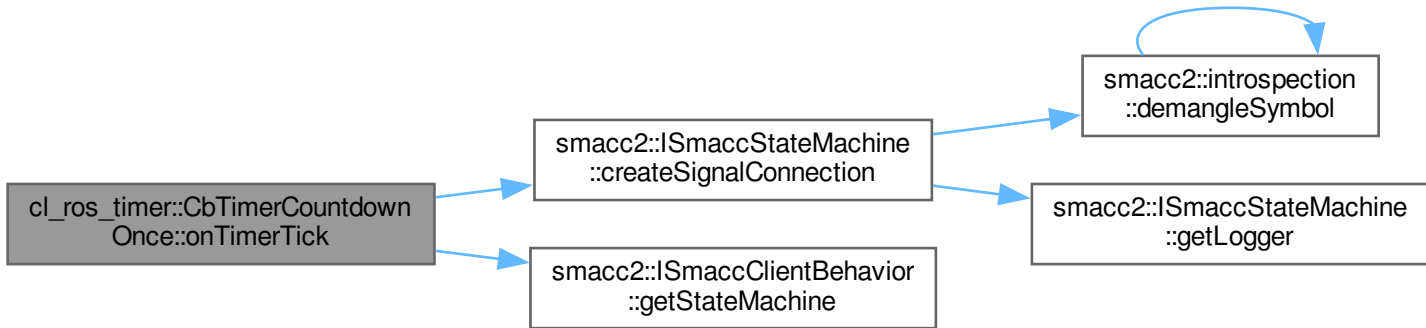 cl_ros_timer::CbTimerCountdown
Once::onTimerTick
smacc2::ISmaccStateMachine
::createSignalConnection
smacc2::introspection
::demangleSymbol
smacc2::ISmaccStateMachine
::getLogger
smacc2::ISmaccClientBehavior
::getStateMachine